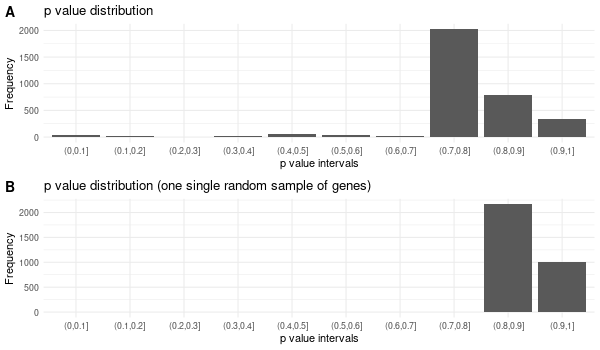 A p value distribution
Frequency
2000
1500
1000
500
0
(0,0.1] (0.1,0.2] (0.2,0.3] (0.3,0.4] (0.4,0.5] (0.5,0.6] (0.6,0.7] (0.7,0.8] (0.8,0.9] (0.9,1]
p value intervals
B p value distribution (one single random sample of genes)
Frequency
2000
1500
1000
500
0
(0,0.1] (0.1,0.2] (0.2,0.3] (0.3,0.4] (0.4,0.5] (0.5,0.6] (0.6,0.7] (0.7,0.8] (0.8,0.9] (0.9,1]
p value intervals